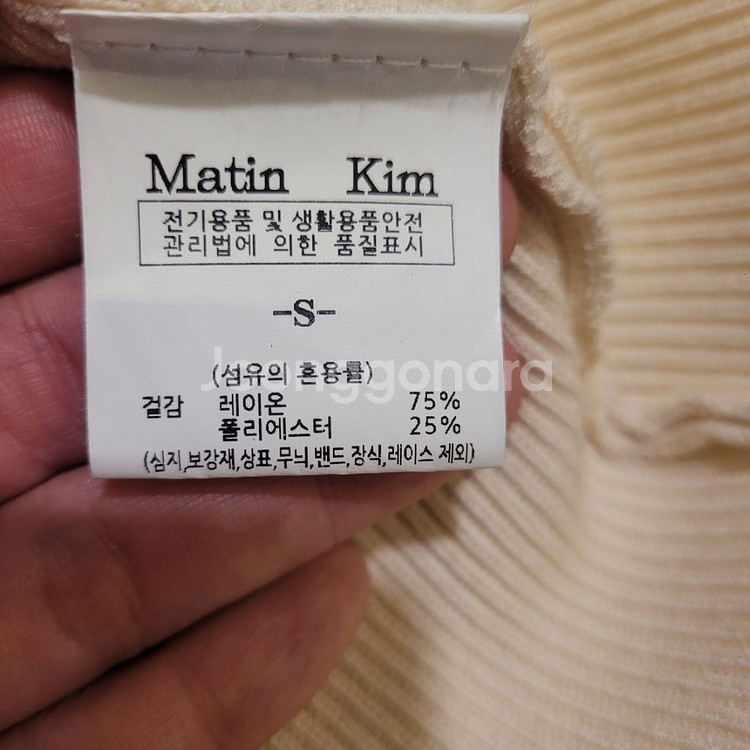 Matin Kim
전기용품 및 생활용품안전
관리법에 의한 품질표시
-S-
(섬유의 혼용률)
Joonggonara
겉감 레이온 75%
폴리에스터 25%
(심지,보강재,상표,무늬,밴드,장식,레이스 제외)